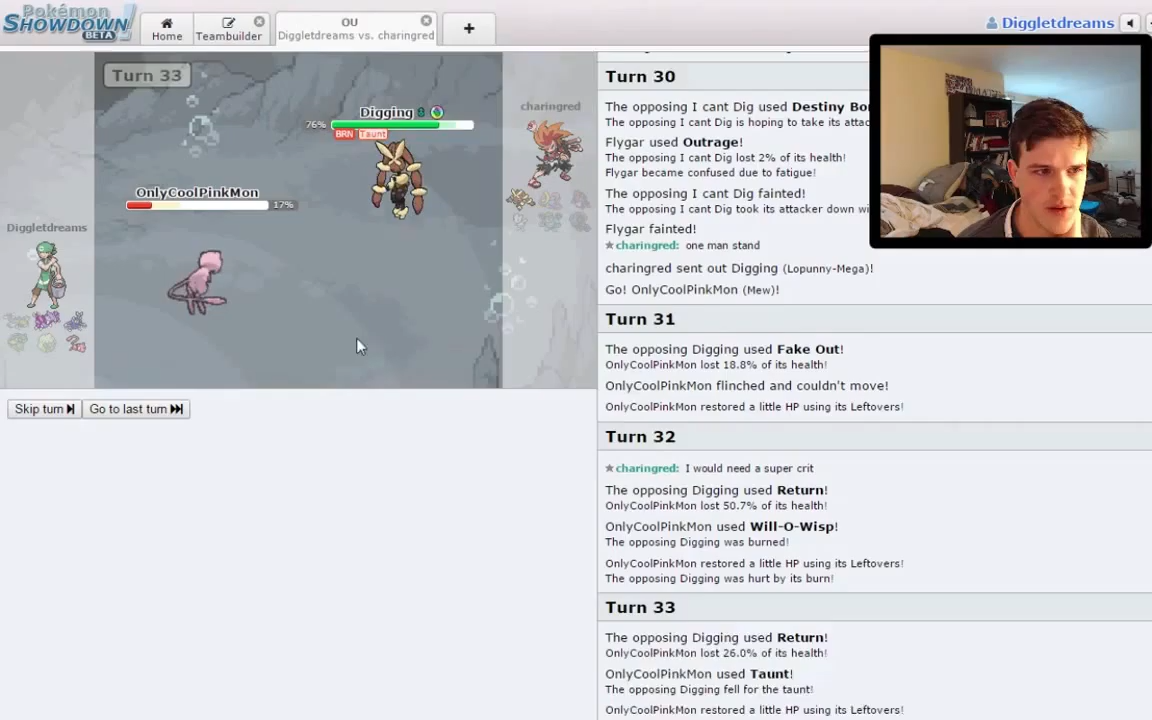 Pokémon
SHOWDOWN!
BETA
Home
Teambuilder
OU
Diggletdreams vs. charingred
+
Diggletdreams
Turn 33
Digging
76%
BRN Taunt
OnlyCoolPinkMon
17%
Diggletdreams
charingred
Skip turn
Go to last turn
Turn 30
The opposing I cant Dig used Destiny Bon
The opposing I cant Dig is hoping to take its attac
Flygar used Outrage!
The opposing I cant Dig lost 2% of its health!
Flygar became confused due to fatigue!
The opposing I cant Dig fainted!
The opposing I cant Dig took its attacker down wi
Flygar fainted!
★charingred: one man stand
charingred sent out Digging (Lopunny-Mega)!
Go! OnlyCoolPinkMon (Mew)!
Turn 31
The opposing Digging used Fake Out!
OnlyCoolPinkMon lost 18.8% of its health!
OnlyCoolPinkMon flinched and couldn't move!
OnlyCoolPinkMon restored a little HP using its Leftovers!
Turn 32
★charingred: I would need a super crit
The opposing Digging used Return!
OnlyCoolPinkMon lost 50.7% of its health!
OnlyCoolPinkMon used Will-O-Wisp!
The opposing Digging was burned!
OnlyCoolPinkMon restored a little HP using its Leftovers!
The opposing Digging was hurt by its burn!
Turn 33
The opposing Digging used Return!
OnlyCoolPinkMon lost 26.0% of its health!
OnlyCoolPinkMon used Taunt!
The opposing Digging fell for the taunt!
OnlyCoolPinkMon restored a little HP using its Leftovers!